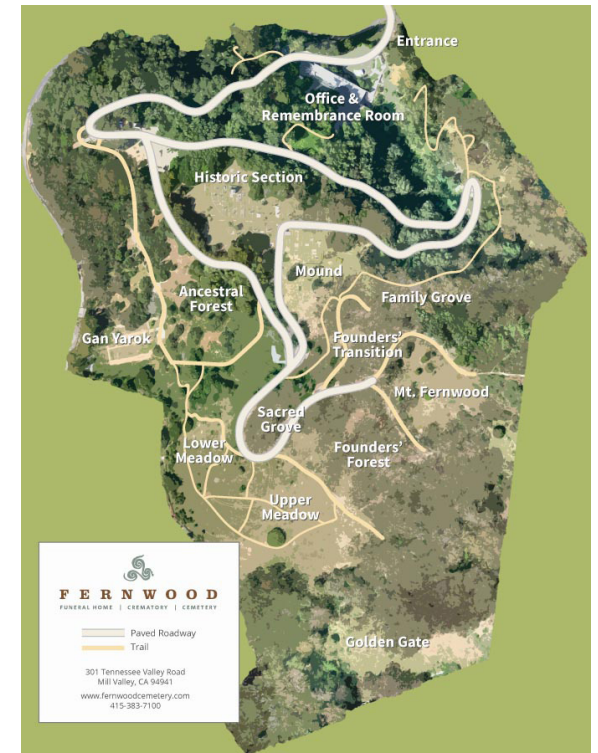 Entrance
Office &
Remembrance Room
Historic Section
Mound
Ancestral
Forest
Family Grove
Gan Yarok
Founders'
Transition
Mt. Fernwood
Sacred
Grove
Lower
Meadow
Founders'
Forest
Upper
Meadow
Golden Gate
FERNWOOD
FUNERAL HOME | CREMATORY | CEMETERY
Paved Roadway
Trail
301 Tennessee Valley Road
Mill Valley, CA 94941
www.fernwoodcemetery.com
415-383-7100